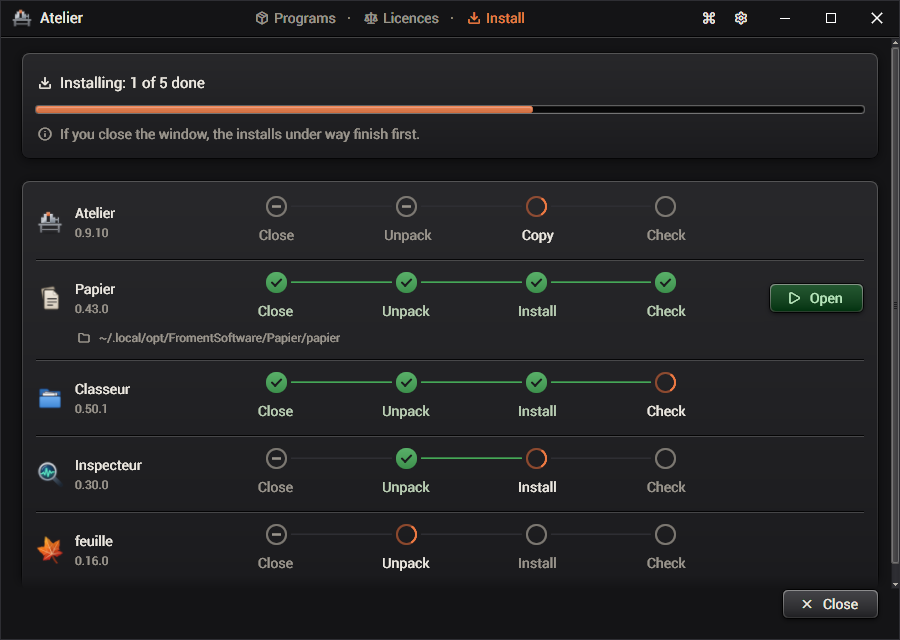 Atelier
Programs · Licences · Install
Installing: 1 of 5 done
If you close the window, the installs under way finish first.
Atelier
0.9.10
Close Unpack Copy Check
Papier
0.43.0
Close Unpack Install Check
Open
~/.local/opt/FromentSoftware/Papier/papier
Classeur
0.50.1
Close Unpack Install Check
Inspecteur
0.30.0
Close Unpack Install Check
feuille
0.16.0
Close Unpack Install Check
Close